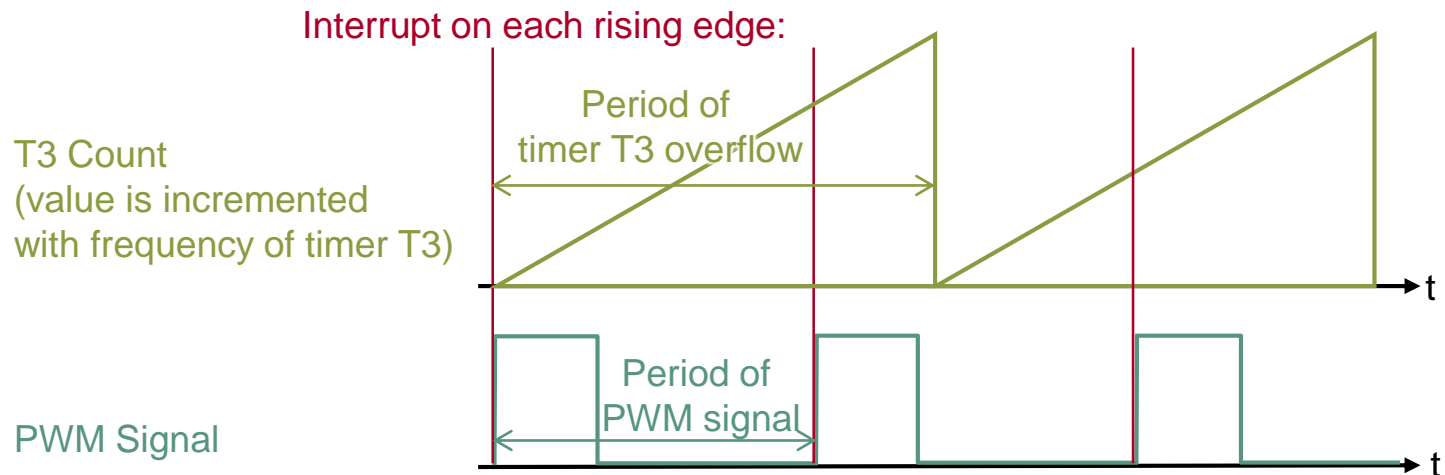 Interrupt on each rising edge:
Period of
timer T3 overflow
T3 Count
(value is incremented
with frequency of timer T3)
t
Period of
PWM signal
PWM Signal
t